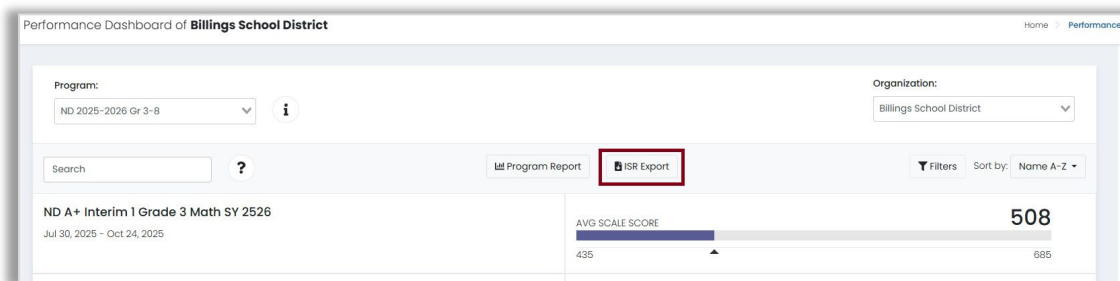 Performance Dashboard of Billings School District
Home > Performance
Program:
Organization:
ND 2025-2026 Gr 3-8
i
Billings School District
Search
?
Program Report
ISR Export
Filters
Sort by:
Name A-Z
ND A+ Interim 1 Grade 3 Math SY 2526
Jul 30, 2025 - Oct 24, 2025
AVG SCALE SCORE
508
435
685